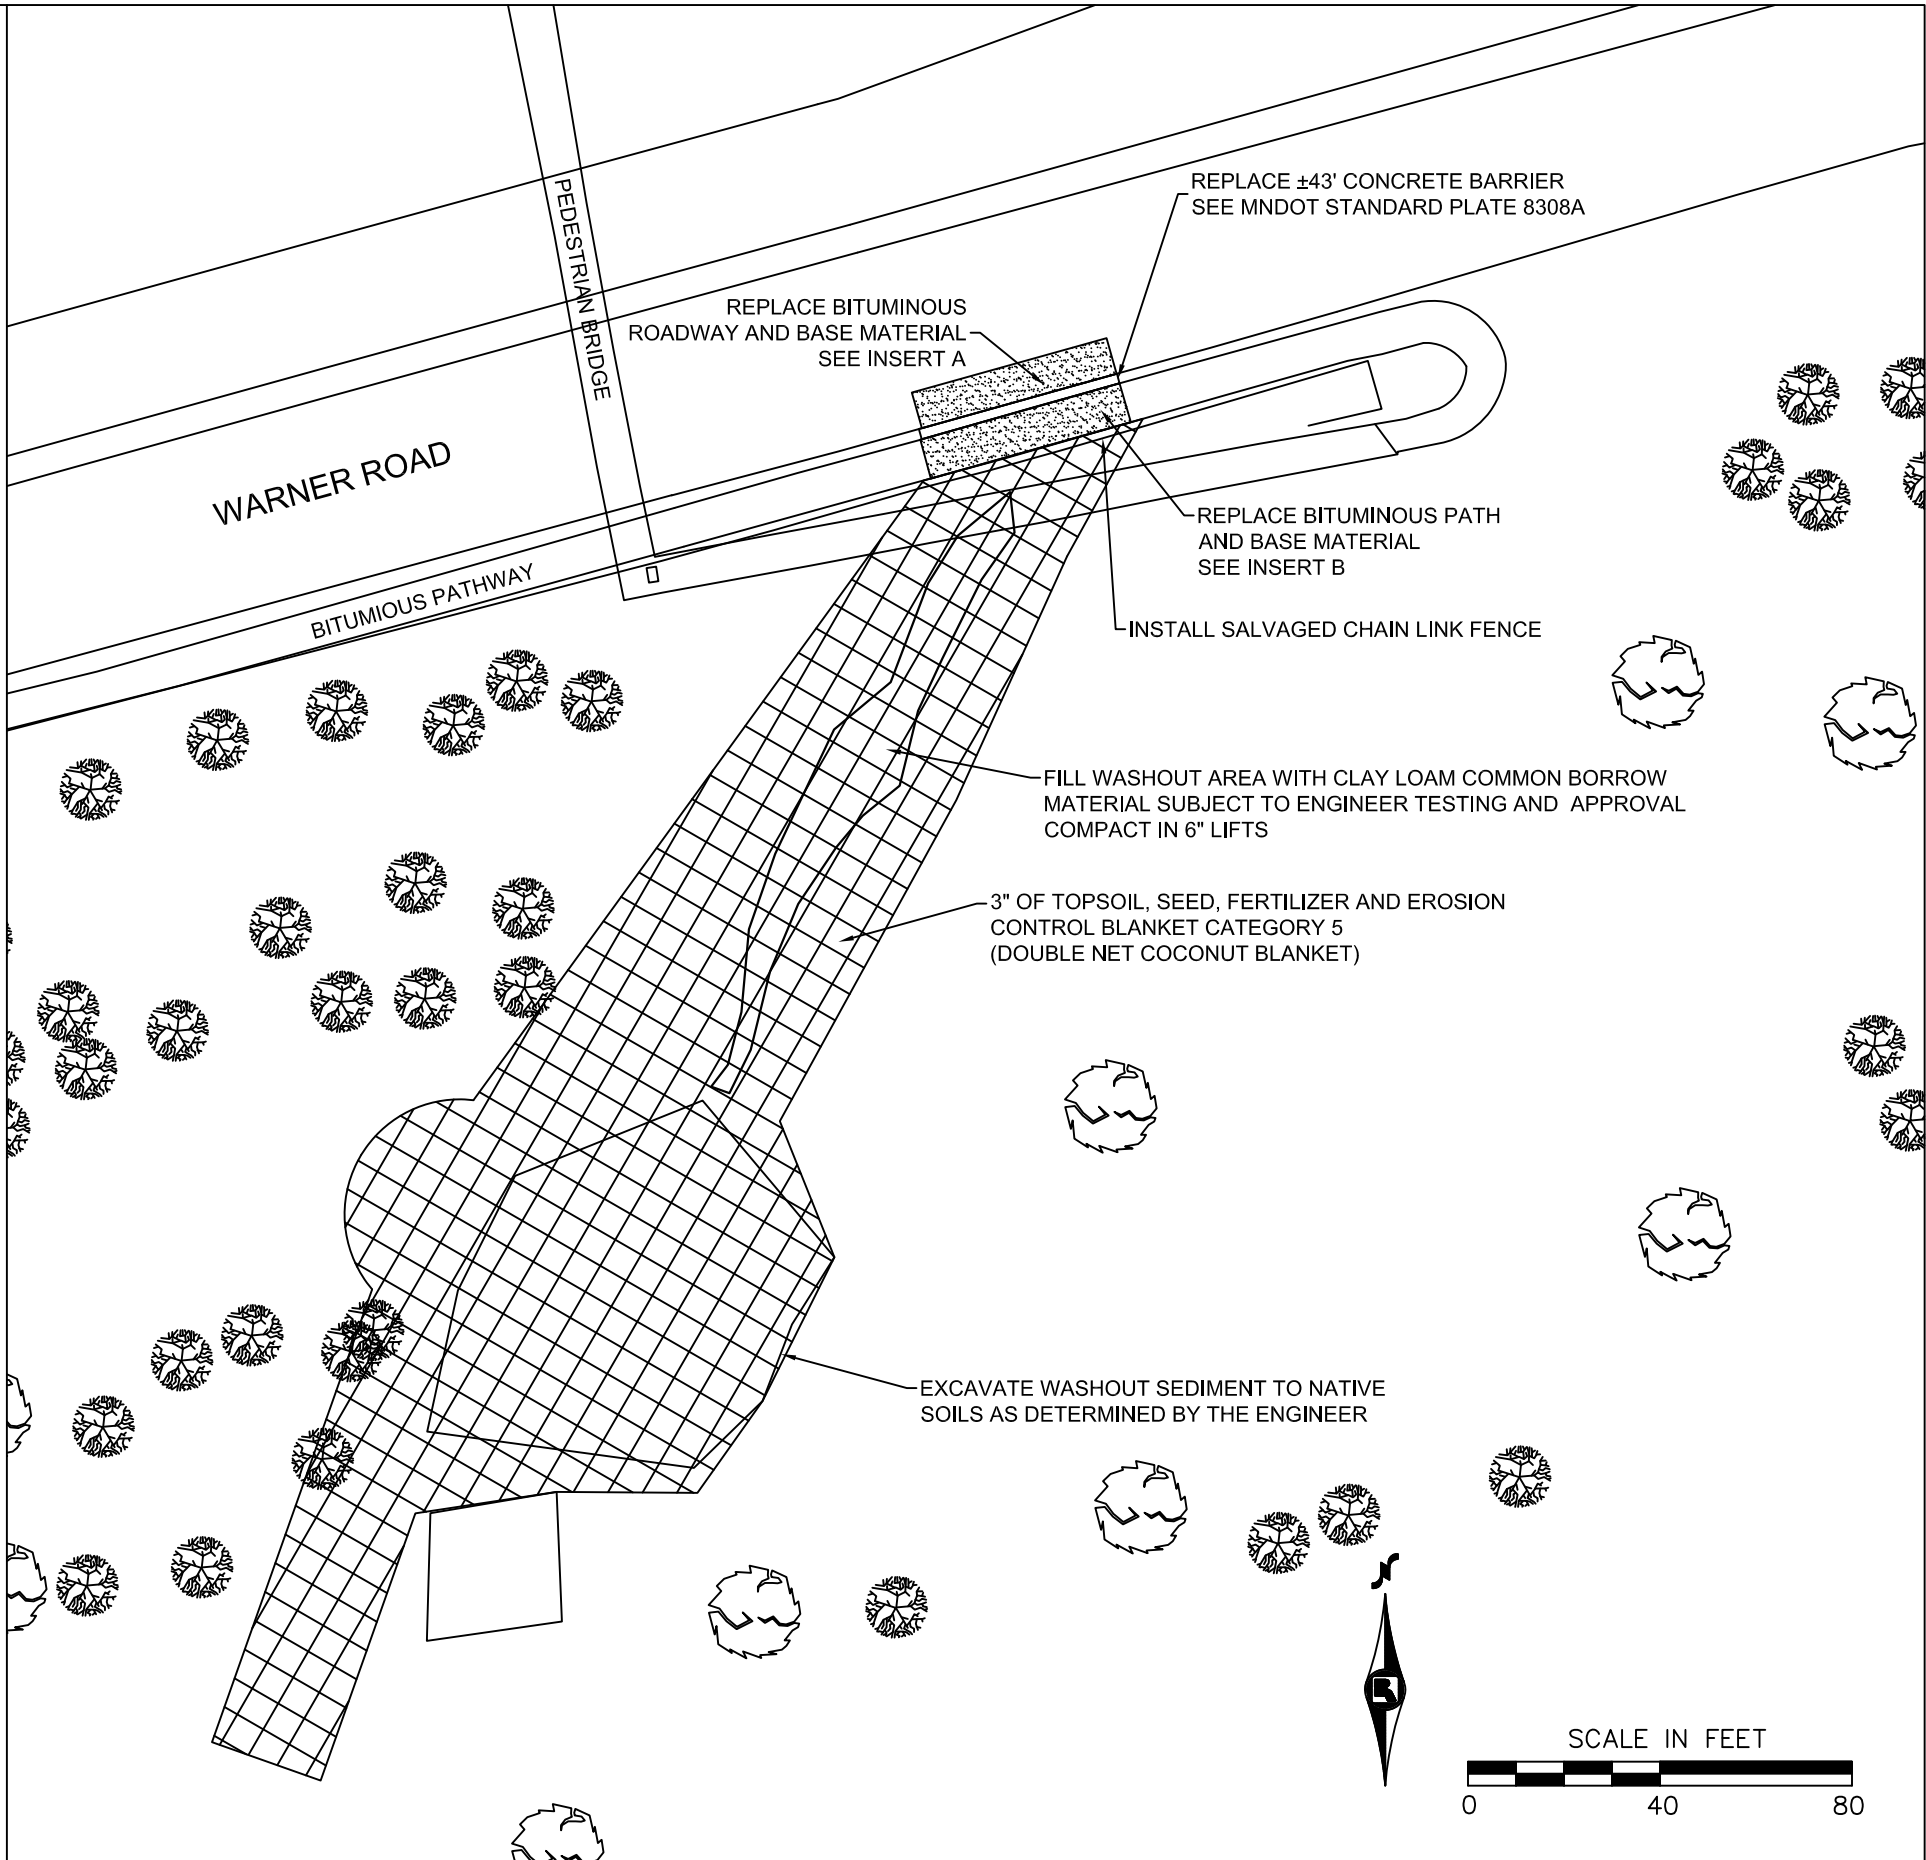 REPLACE ±43' CONCRETE BARRIER
SEE MNDOT STANDARD PLATE 8308A
PEDESTRIAN BRIDGE
REPLACE BITUMINOUS
ROADWAY AND BASE MATERIAL
SEE INSERT A
WARNER ROAD
REPLACE BITUMINOUS PATH
AND BASE MATERIAL
SEE INSERT B
BITUMIOUS PATHWAY
INSTALL SALVAGED CHAIN LINK FENCE
FILL WASHOUT AREA WITH CLAY LOAM COMMON BORROW
MATERIAL SUBJECT TO ENGINEER TESTING AND APPROVAL
COMPACT IN 6" LIFTS
3" OF TOPSOIL, SEED, FERTILIZER AND EROSION
CONTROL BLANKET CATEGORY 5
(DOUBLE NET COCONUT BLANKET)
EXCAVATE WASHOUT SEDIMENT TO NATIVE
SOILS AS DETERMINED BY THE ENGINEER
N
R
SCALE IN FEET
0 40 80